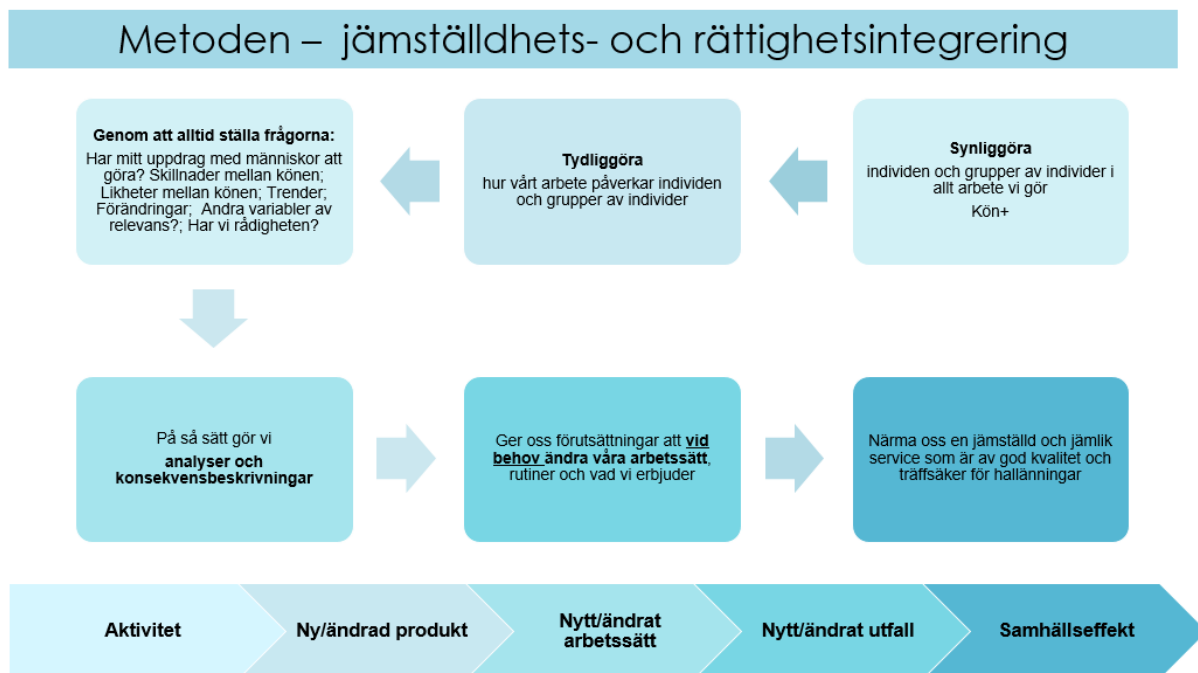 Metoden – jämställdhets- och rättighetsintegrering
Genom att alltid ställa frågorna:
Har mitt uppdrag med människor att
göra? Skillnader mellan könen;
Likheter mellan könen; Trender;
Förändringar; Andra variabler av
relevans?; Har vi rådigheten?
Tydliggöra
hur vårt arbete påverkar individen
och grupper av individer
Synliggöra
individen och grupper av individer i
allt arbete vi gör
Kön+
På så sätt gör vi
analyser och
konsekvensbeskrivningar
Ger oss förutsättningar att vid
behov ändra våra arbetssätt,
rutiner och vad vi erbjuder
Närma oss en jämställd och jämlik
service som är av god kvalitet och
träffsäker för hallänningar
Aktivitet
Ny/ändrad produkt
Nytt/ändrat
arbetssätt
Nytt/ändrat utfall
Samhällseffekt